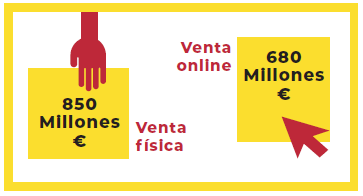 850
Millones
€
Venta
física
Venta
online
680
Millones
€